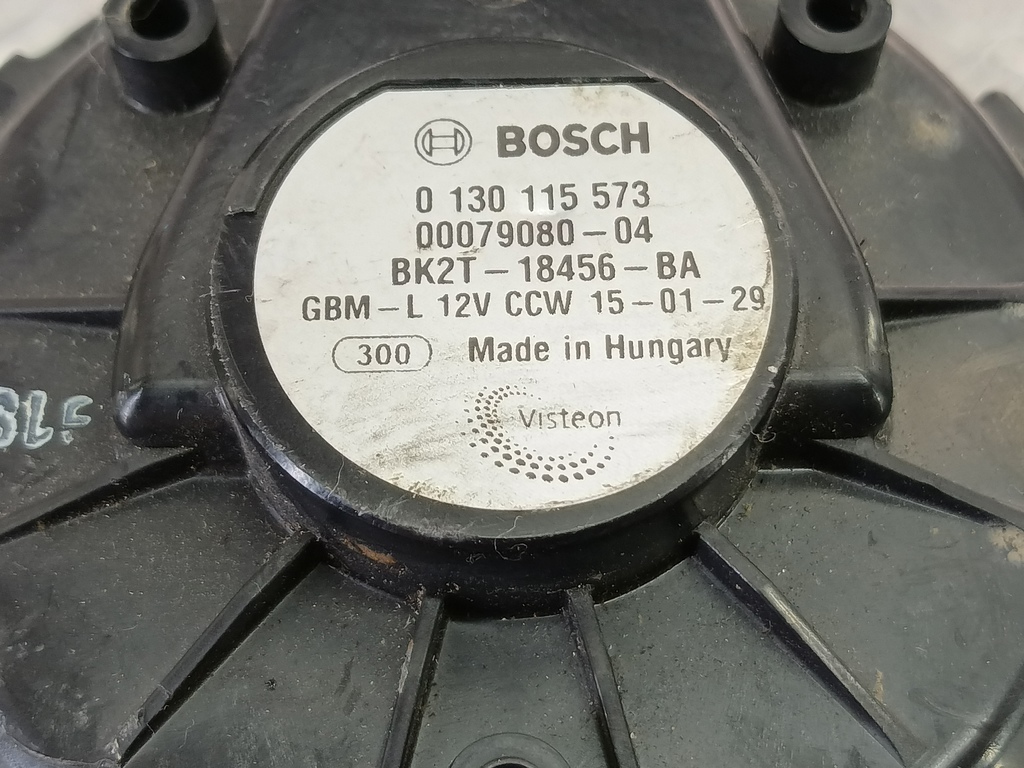 BOSCH
0 130 115 573
00079080-04
BK2T-18456-BA
GBM-L 12V CCW 15-01-29
300 Made in Hungary
Visteon